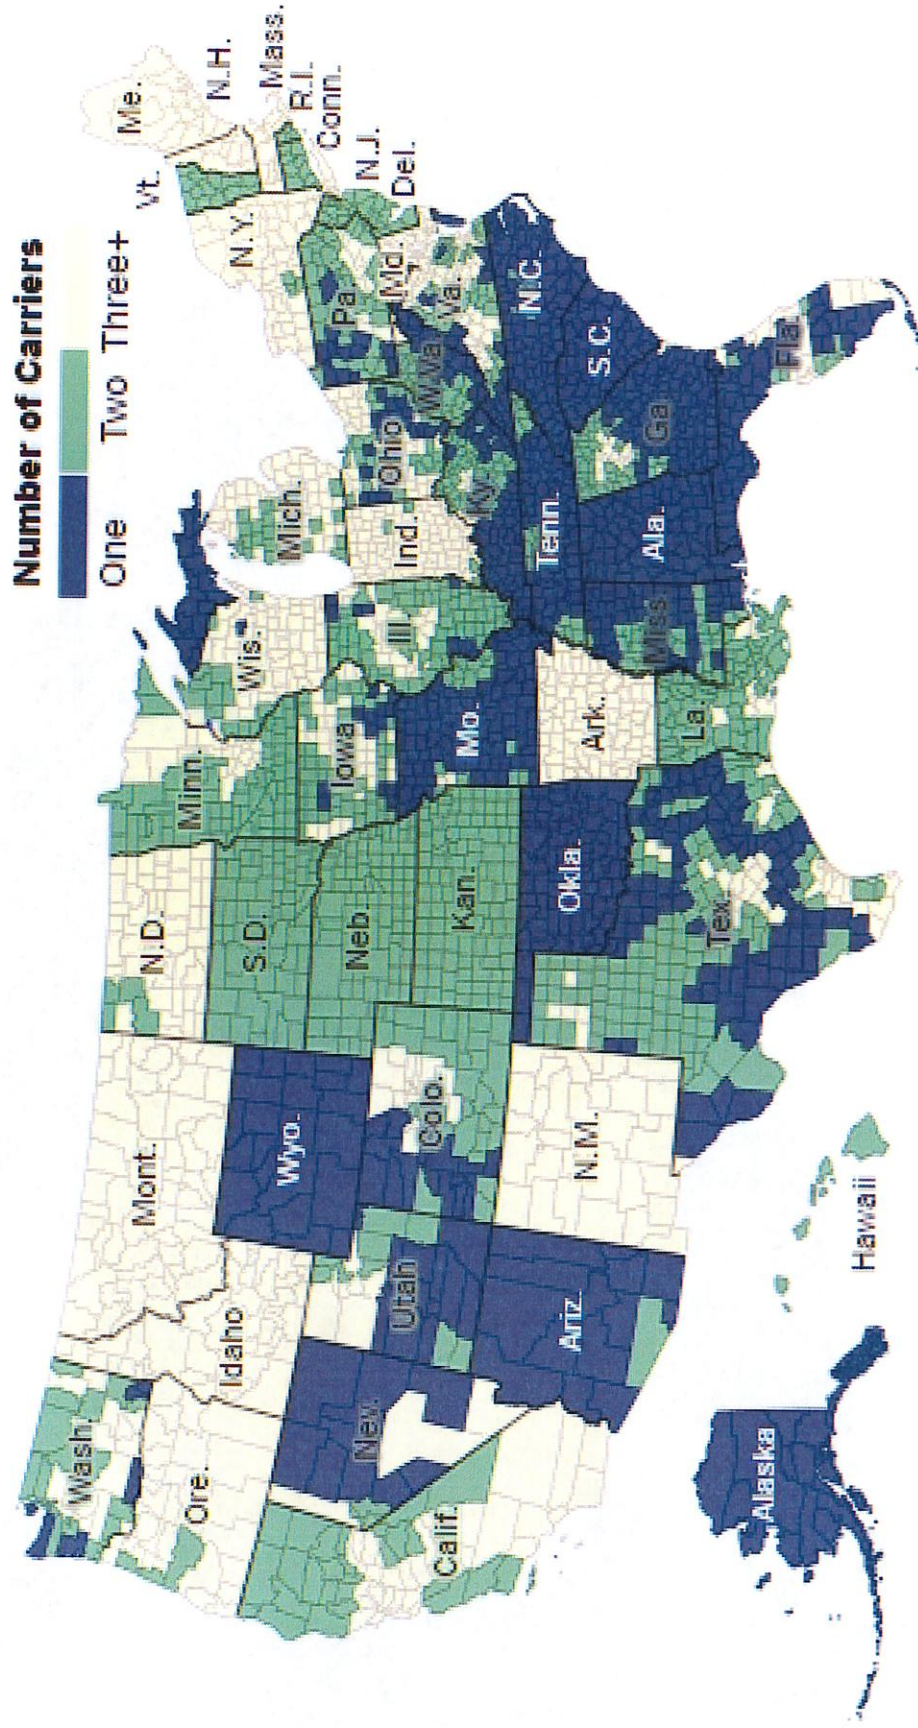 Number of Carriers
One Two Three+
Wash.
Ore.
Calif.
Idaho
Nev.
Mont.
Wyo.
Utah
Ariz.
Colo.
N.M.
N.D.
S.D.
Neb.
Kan.
Okla.
Tex.
Minn.
Iowa
Mo.
Ark.
La.
Wis.
Ill.
Mich.
Ind.
Ohio
Ky.
Tenn.
Miss.
Ala.
Ga
Fla.
S.C.
N.C.
Va.
W.Va.
Md.
Pa.
N.Y.
Vt.
Me.
N.H.
Mass.
R.I.
Conn.
N.J.
Del.
Alaska
Hawaii